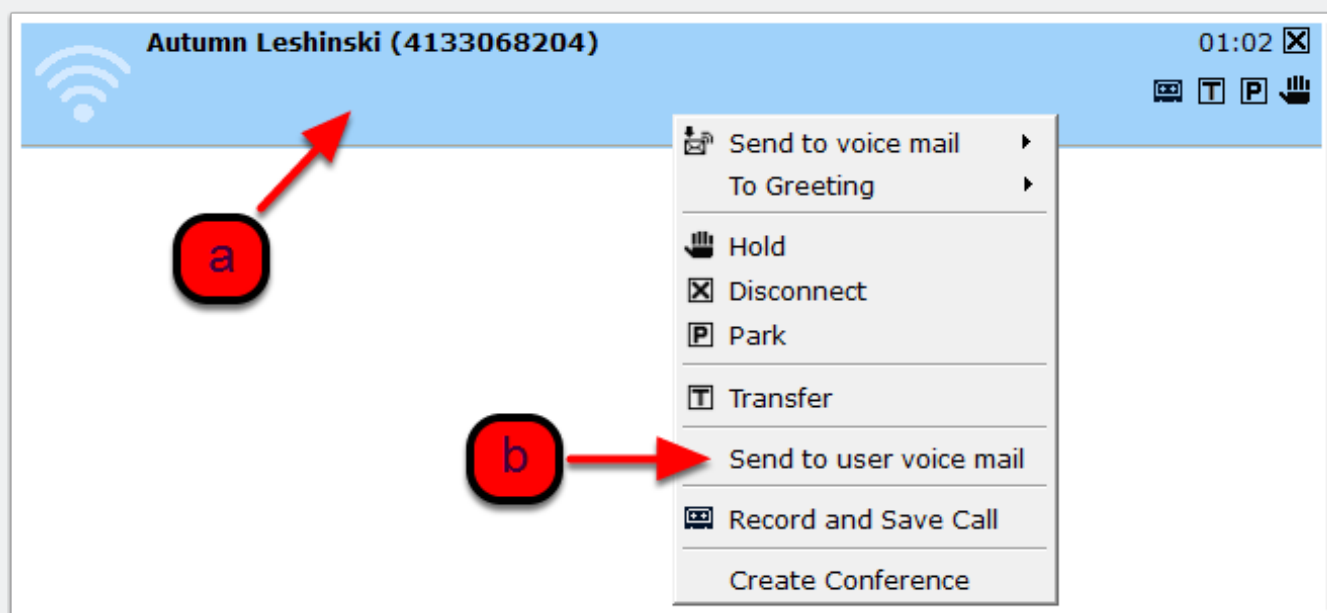 Autumn Leshinski (4133068204) 01:02
T P
a
Send to voice mail
To Greeting
Hold
Disconnect
P Park
T Transfer
b
Send to user voice mail
Record and Save Call
Create Conference